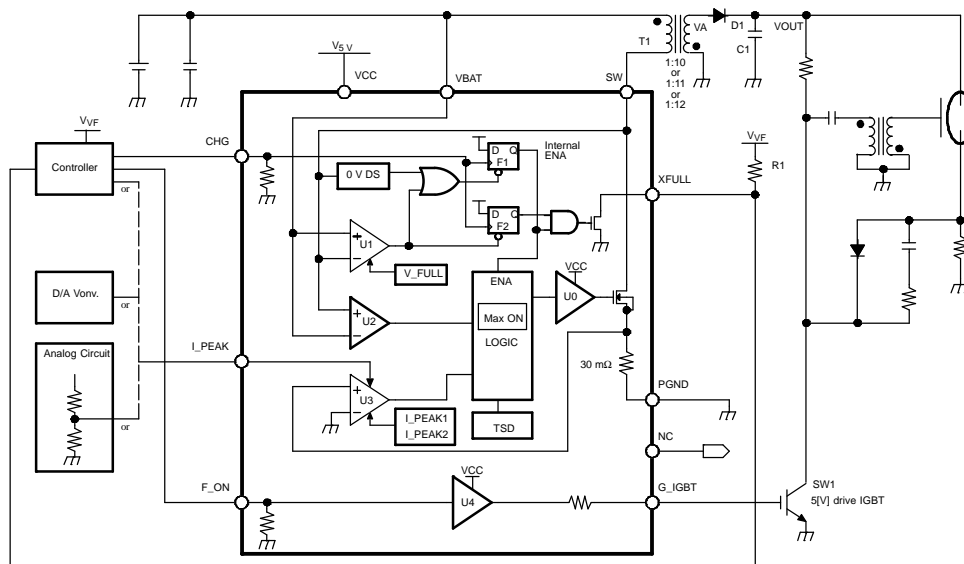 T1
VA
D1
C1
VOUT
1:10
or
1:11
or
1:12
V5 V
VCC
VBAT
SW
VVF
Controller
or
CHG
0 V DS
D Q
F1
Internal
ENA
D Q
F2
XFULL
VVF
R1
+
−
U1
V_FULL
ENA
VCC
U0
D/A Vonv.
or
+
−
U2
Max ON
LOGIC
I_PEAK
Analog Circuit
or
+
−
U3
I_PEAK1
I_PEAK2
TSD
30 mΩ
PGND
NC
F_ON
VCC
U4
G_IGBT
SW1
5[V] drive IGBT